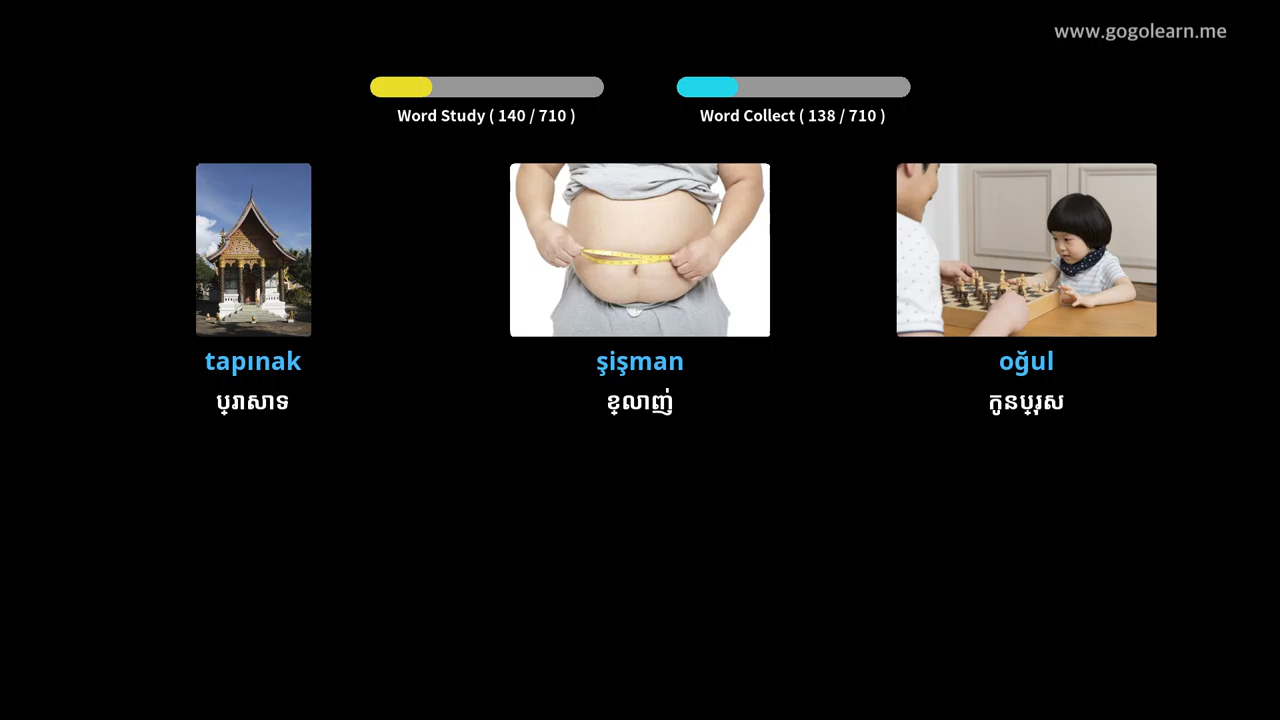 www.gogolearn.me
Word Study ( 140 / 710 )
Word Collect ( 138 / 710 )
tapınak
şişman
oğul
ប្រាសាទ
ខ្លាញ់
កូនប្រុស